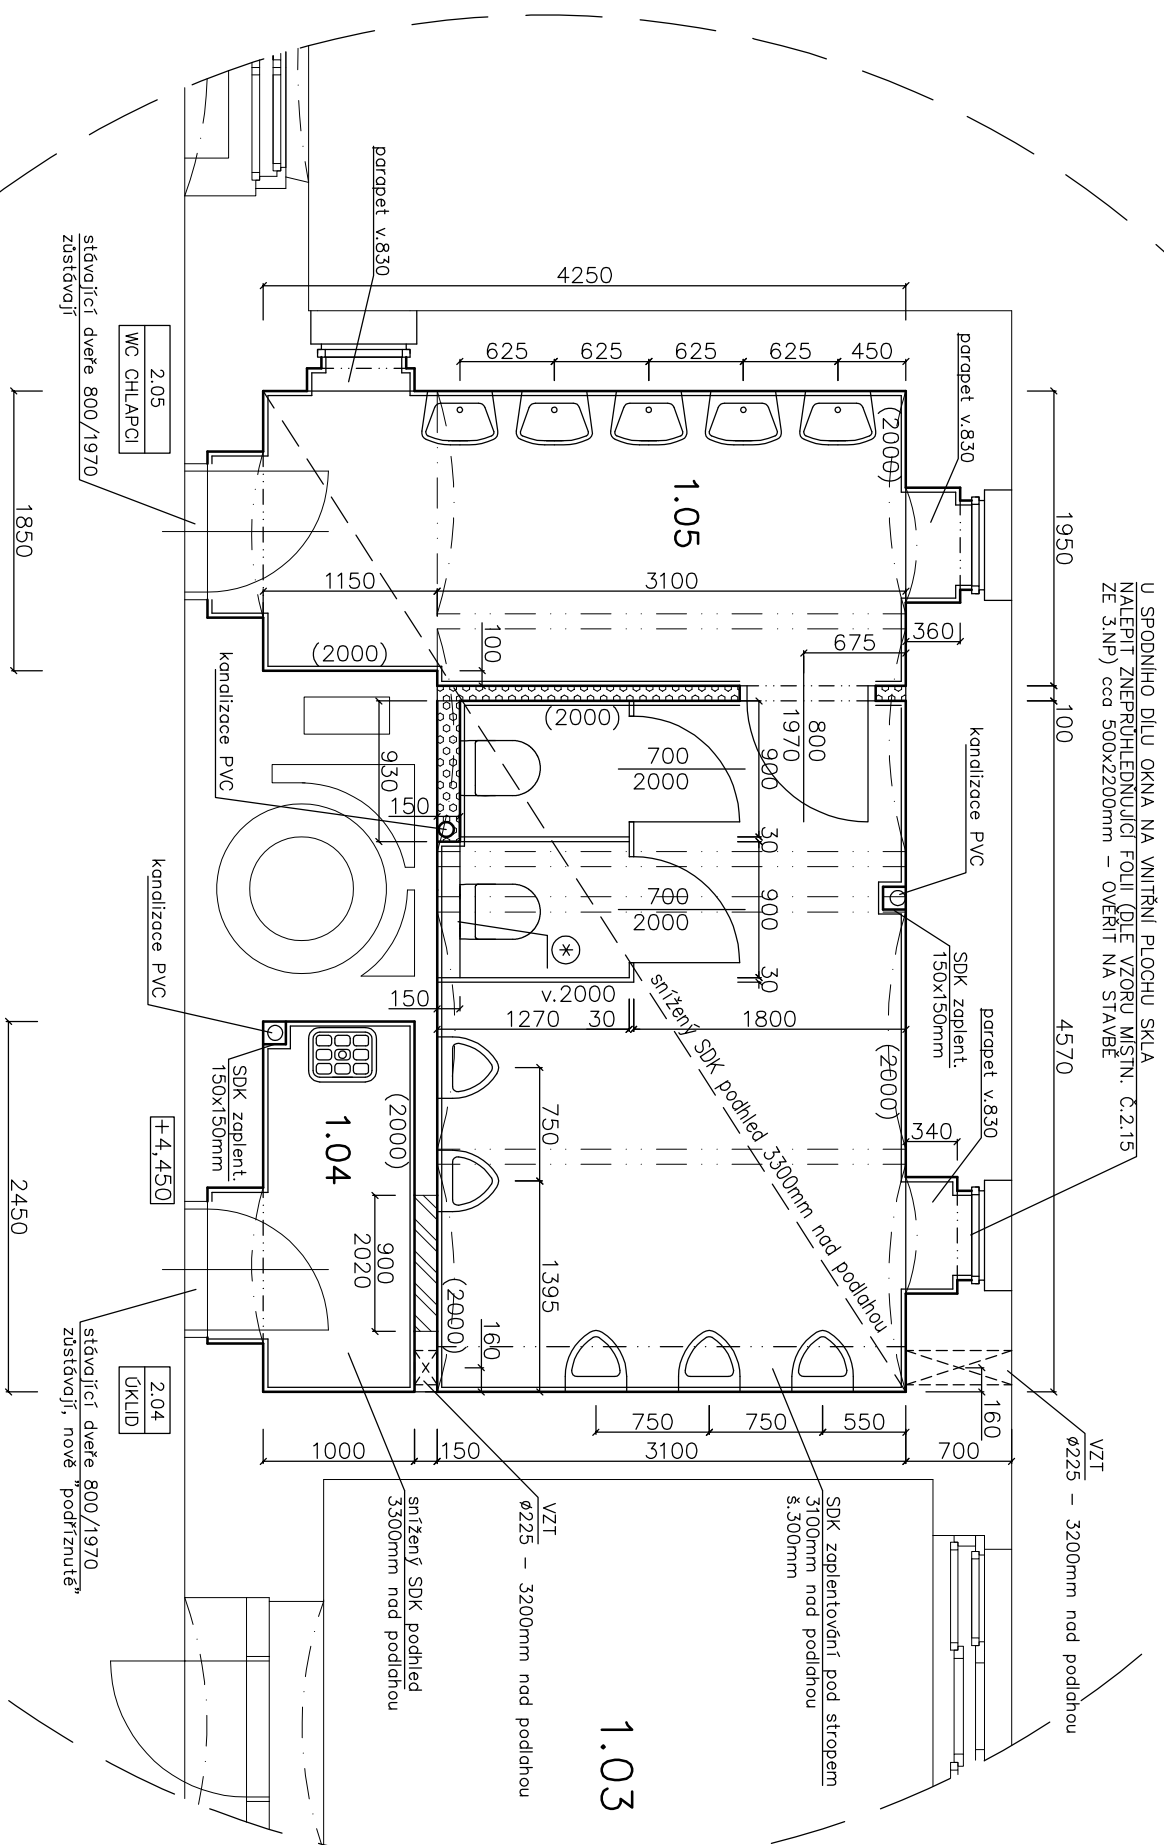 U SPODNÍHO DÍLU OKNA NA VNITŘNÍ PLOCHU SKLA
NALEPIT ZNEPRŮHLEDŇUJÍCÍ FOLII (DLE VZORU MÍSTN. Č.2.15
ZE 3.NP) cca 500x2200mm – OVĚŘIT NA STAVBĚ
1950
100
4570
parapet v.830
kanalizace PVC
SDK zaplent.
150x150mm
parapet v.830
340
360
160
VZT
ø225 – 3200mm nad podlahou
parapet v.830
4250
625
625
625
625
450
(2000)
1.05
1150
3100
675
100
(2000)
800
1970
(2000)
700
2000
900
30
700
2000
900
30
930
150
150
v.2000
1270
30
1800
(2000)
snížený SDK podhled 3300mm nad podlahou
750
1395
160
(2000)
750
750
550
1000
150
3100
700
SDK zaplentování pod stropem
3100mm nad podlahou
š.300mm
VZT
ø225 – 3200mm nad podlahou
snížený SDK podhled
3300mm nad podlahou
1.03
1.04
(2000)
900
2020
kanalizace PVC
kanalizace PVC
SDK zaplent.
150x150mm
+4,450
2.05
WC CHLAPCI
stávající dveře 800/1970
zůstávají
2.04
ÚKLID
stávající dveře 800/1970
zůstávají, nově "podříznuté"
1850
2450